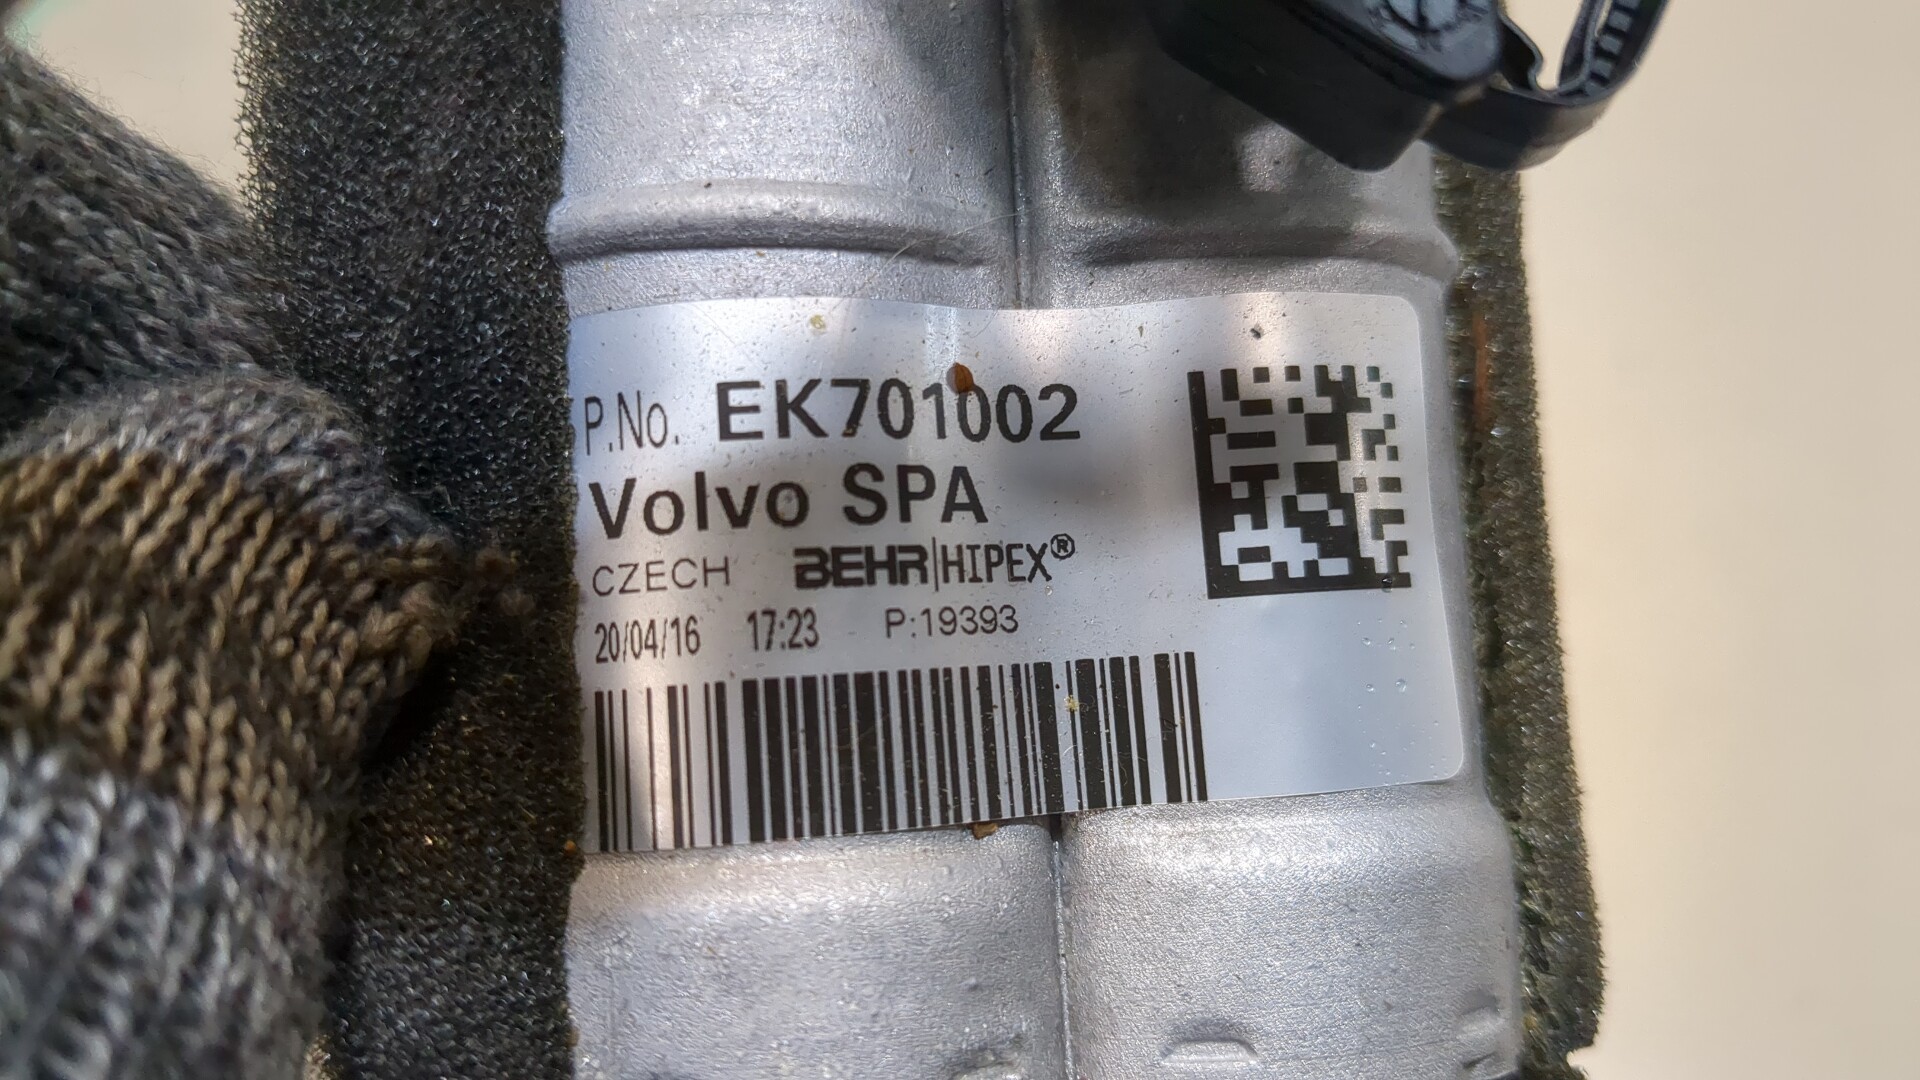 P.No. EK701002
Volvo SPA
CZECH BEHR|HIPEX®
20/04/16 17:23 P:19393